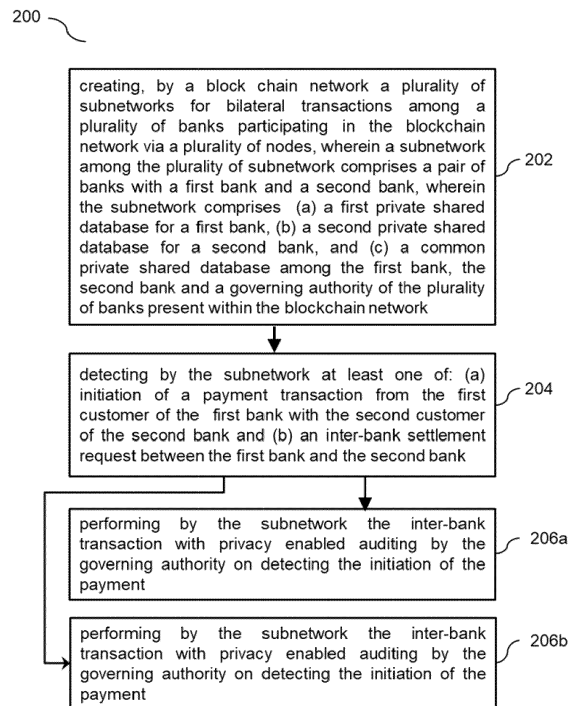 200
creating, by a block chain network a plurality of
subnetworks for bilateral transactions among a
plurality of banks participating in the blockchain
network via a plurality of nodes, wherein a subnetwork
among the plurality of subnetwork comprises a pair of
banks with a first bank and a second bank, wherein
the subnetwork comprises (a) a first private shared
database for a first bank, (b) a second private shared
database for a second bank, and (c) a common
private shared database among the first bank, the
second bank and a governing authority of the plurality
of banks present within the blockchain network
202
detecting by the subnetwork at least one of: (a)
initiation of a payment transaction from the first
customer of the first bank with the second customer
of the second bank and (b) an inter-bank settlement
request between the first bank and the second bank
204
performing by the subnetwork the inter-bank
transaction with privacy enabled auditing by the
governing authority on detecting the initiation of the
payment
206a
performing by the subnetwork the inter-bank
transaction with privacy enabled auditing by the
governing authority on detecting the initiation of the
payment
206b